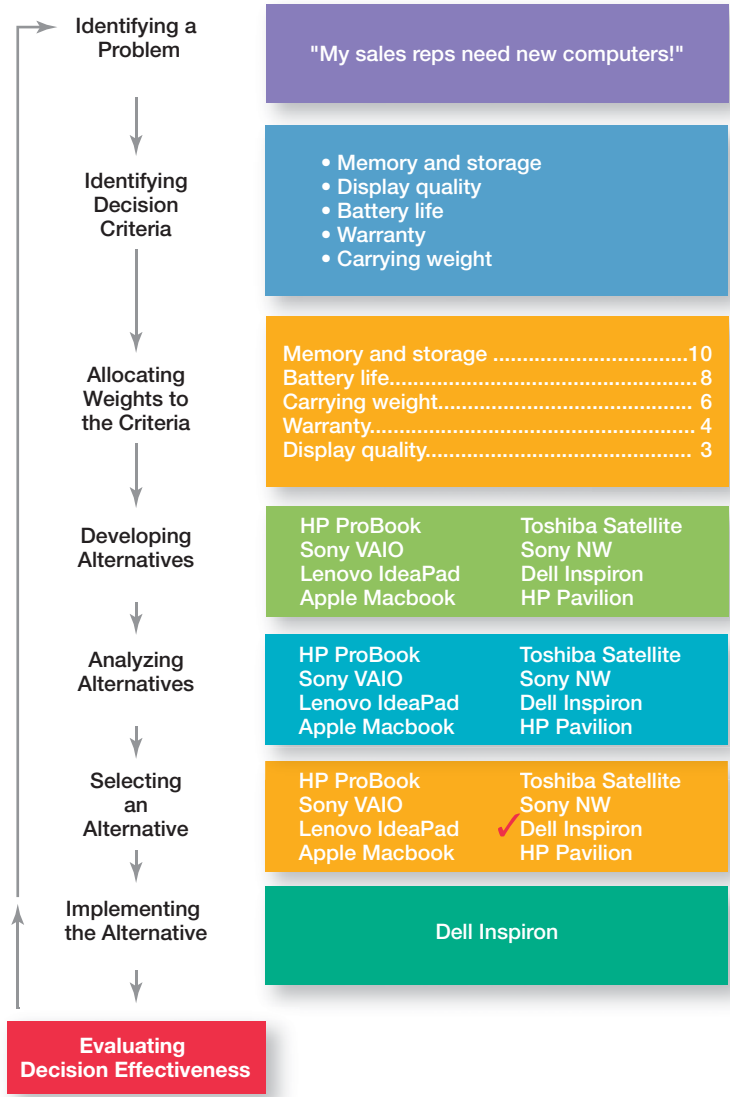 Identifying a
Problem
"My sales reps need new computers!"
Identifying
Decision
Criteria
• Memory and storage
• Display quality
• Battery life
• Warranty
• Carrying weight
Allocating
Weights to
the Criteria
Memory and storage ..................................10
Battery life..................................................... 8
Carrying weight............................................ 6
Warranty........................................................ 4
Display quality.............................................. 3
Developing
Alternatives
HP ProBook Toshiba Satellite
Sony VAIO Sony NW
Lenovo IdeaPad Dell Inspiron
Apple Macbook HP Pavilion
Analyzing
Alternatives
HP ProBook Toshiba Satellite
Sony VAIO Sony NW
Lenovo IdeaPad Dell Inspiron
Apple Macbook HP Pavilion
Selecting
an
Alternative
HP ProBook Toshiba Satellite
Sony VAIO Sony NW
Lenovo IdeaPad ✓ Dell Inspiron
Apple Macbook HP Pavilion
Implementing
the Alternative
Dell Inspiron
Evaluating
Decision Effectiveness